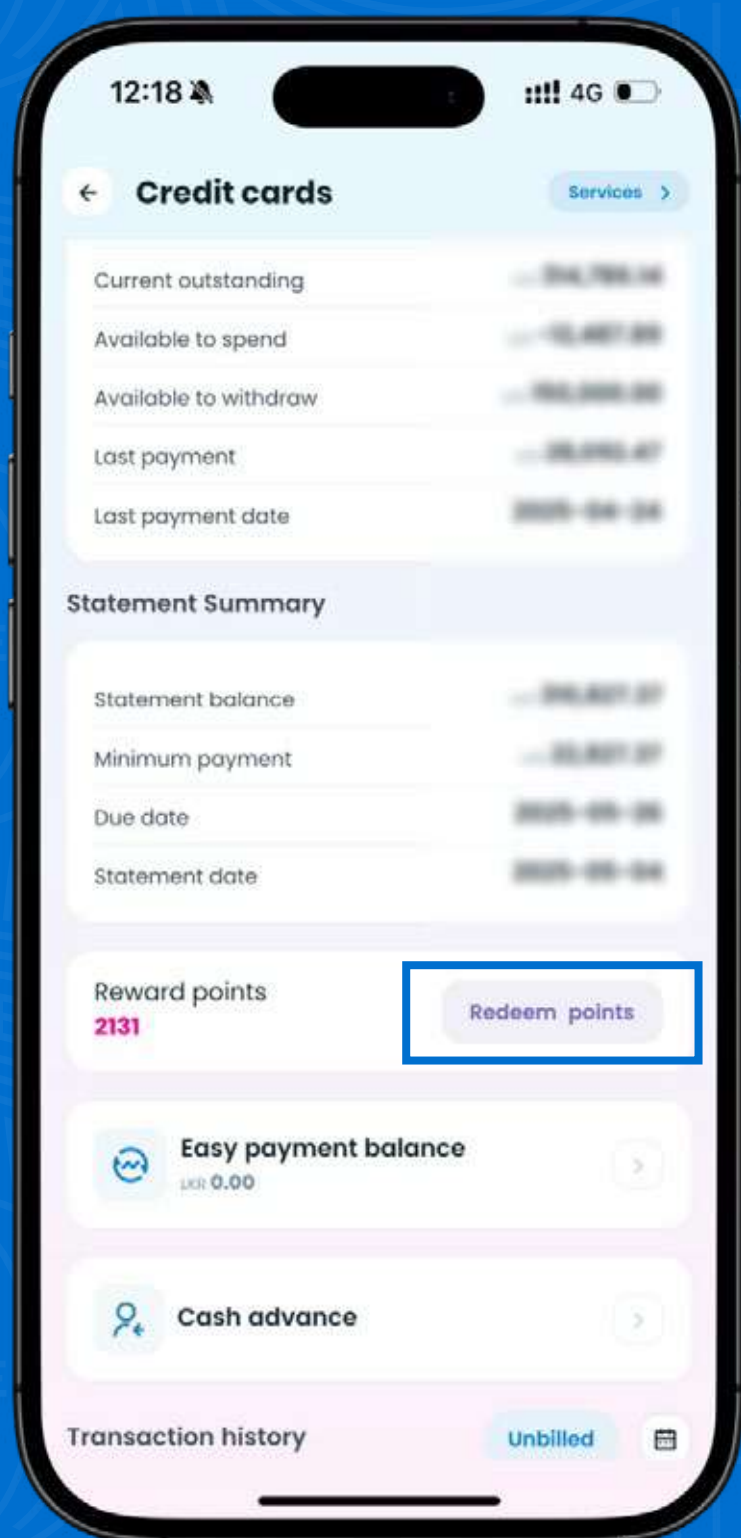 12:18 4G
Credit cards Services
Current outstanding
Available to spend
Available to withdraw
Last payment
Last payment date
Statement Summary
Statement balance
Minimum payment
Due date
Statement date
Reward points
2131
Redeem points
Easy payment balance
LKR 0.00
Cash advance
Transaction history Unbilled